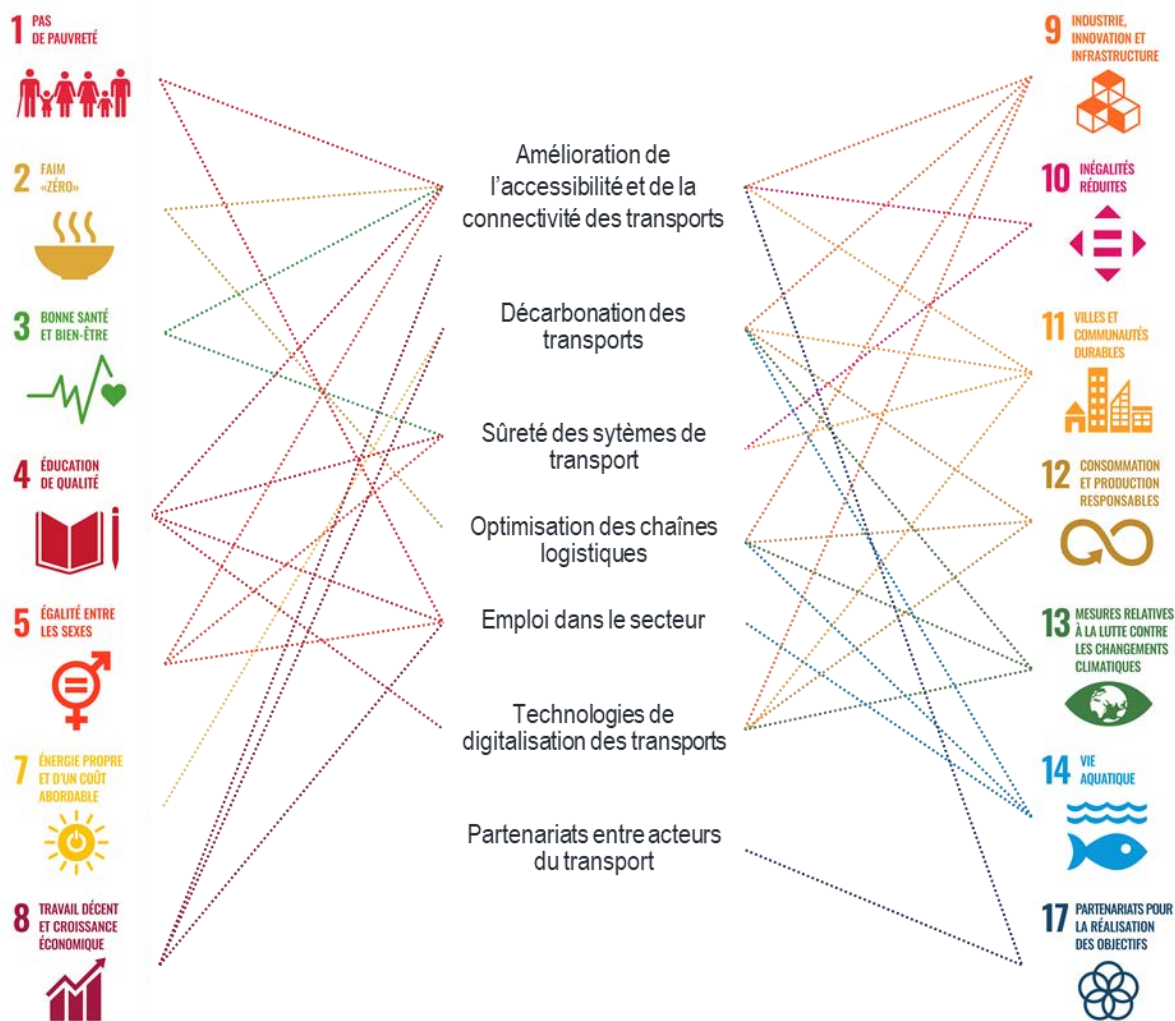 1 PAS
DE PAUVRETÉ
2 FAIM
«ZÉRO»
3 BONNE SANTÉ
ET BIEN-ÊTRE
4 ÉDUCATION
DE QUALITÉ
5 ÉGALITÉ ENTRE
LES SEXES
7 ÉNERGIE PROPRE
ET D'UN COÛT
ABORDABLE
8 TRAVAIL DÉCENT
ET CROISSANCE
ÉCONOMIQUE
Amélioration de
l’accessibilité et de la
connectivité des transports
Décarbonation des
transports
Sûreté des sytèmes de
transport
Optimisation des chaînes
logistiques
Emploi dans le secteur
Technologies de
digitalisation des transports
Partenariats entre acteurs
du transport
9 INDUSTRIE,
INNOVATION ET
INFRASTRUCTURE
10 INÉGALITÉS
RÉDUITES
11 VILLES ET
COMMUNAUTÉS
DURABLES
12 CONSOMMATION
ET PRODUCTION
RESPONSABLES
13 MESURES RELATIVES
À LA LUTTE CONTRE
LES CHANGEMENTS
CLIMATIQUES
14 VIE
AQUATIQUE
17 PARTENARIATS POUR
LA RÉALISATION
DES OBJECTIFS